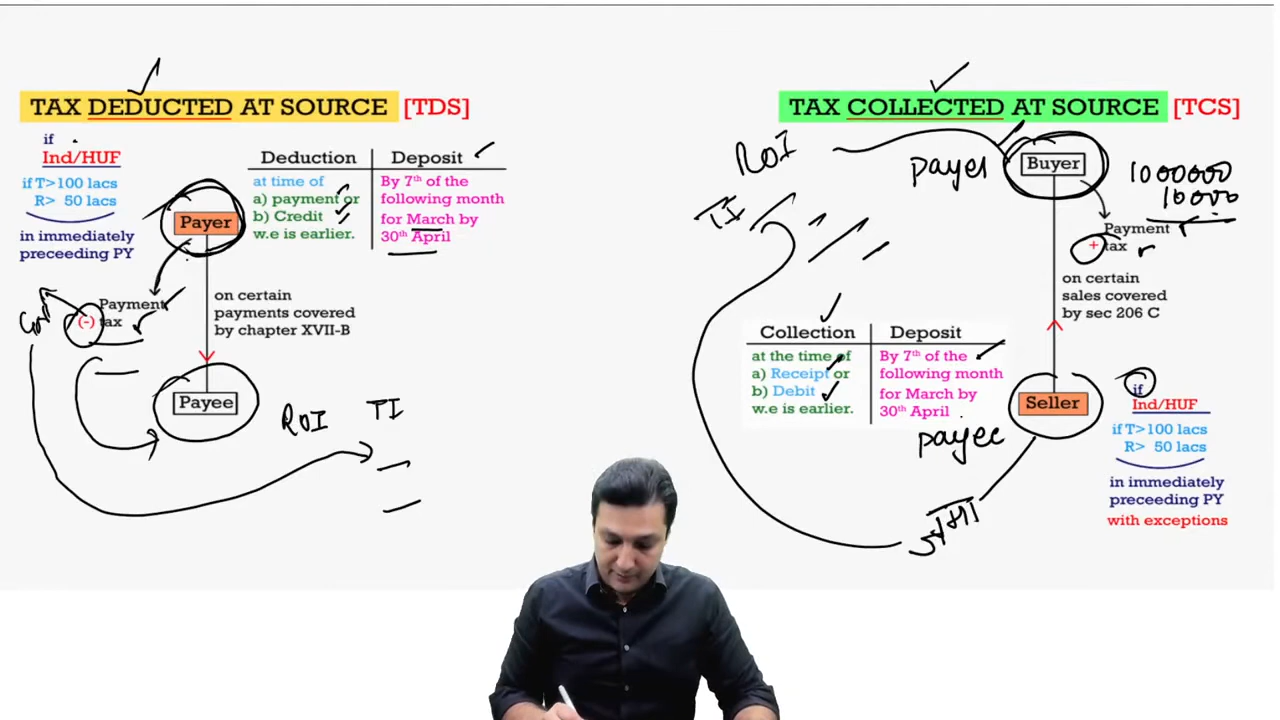 TAX DEDUCTED AT SOURCE [TDS]
if
Ind/HUF
if T>100 lacs
R> 50 lacs
in immediately
preceeding PY
Payer
Deduction
at time of
a) payment or
b) Credit
w.e is earlier.
Deposit
By 7th of the
following month
for March by
30th April
Payment
(-) tax
on certain
payments covered
by chapter XVII-B
Payee
ROI TI
TAX COLLECTED AT SOURCE [TCS]
ROI
TI
payer
Buyer
1000000
10000
Payment
+ tax
on certain
sales covered
by sec 206 C
Collection
at the time of
a) Receipt or
b) Debit
w.e is earlier.
Deposit
By 7th of the
following month
for March by
30th April
payee
Seller
if
Ind/HUF
if T>100 lacs
R> 50 lacs
in immediately
preceeding PY
with exceptions